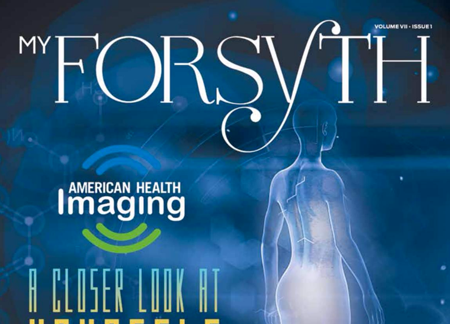 VOLUME VII • ISSUE 1
MY FORSYTH
AMERICAN HEALTH
Imaging
A CLOSER LOOK AT